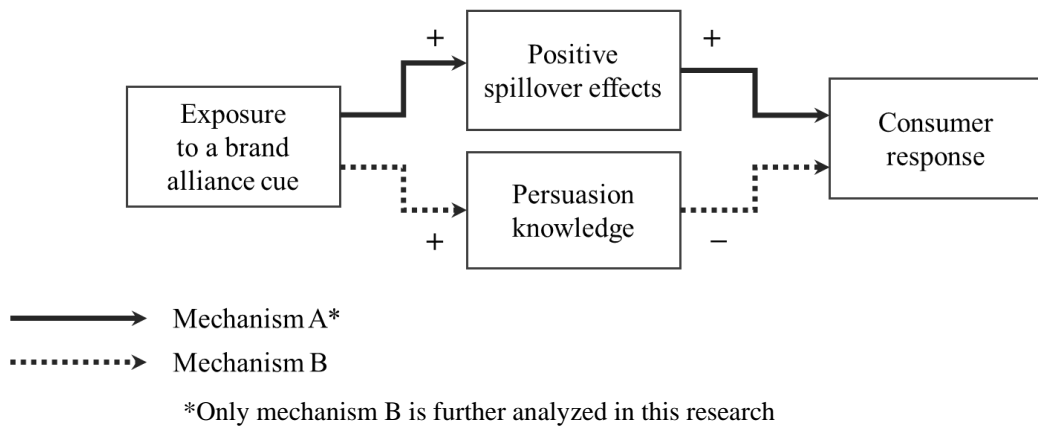 +
Positive
spillover effects
+
Exposure
to a brand
alliance cue
Consumer
response
+
Persuasion
knowledge
−
Mechanism A*
Mechanism B
*Only mechanism B is further analyzed in this research